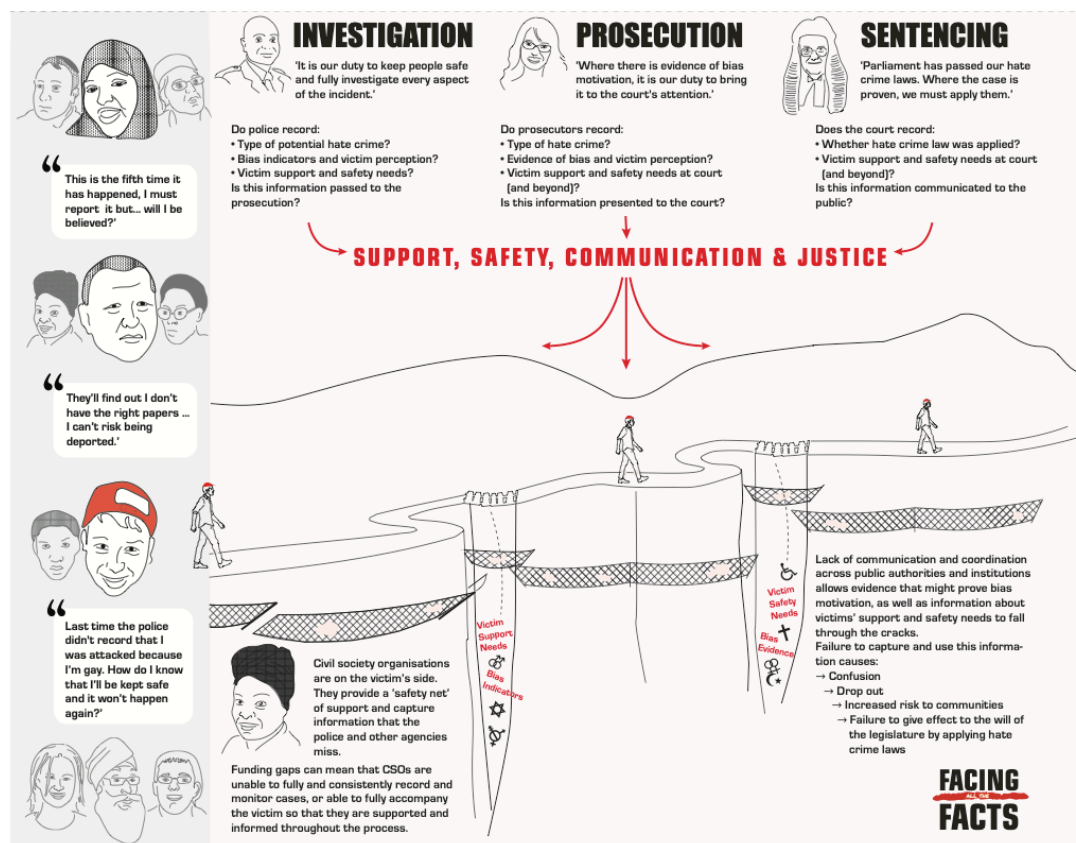 INVESTIGATION
'It is our duty to keep people safe
and fully investigate every aspect
of the incident.'
Do police record:
• Type of potential hate crime?
• Bias indicators and victim perception?
• Victim support and safety needs?
Is this information passed to the
prosecution?
PROSECUTION
'Where there is evidence of bias
motivation, it is our duty to bring
it to the court's attention.'
Do prosecutors record:
• Type of hate crime?
• Evidence of bias and victim perception?
• Victim support and safety needs at court
(and beyond)?
Is this information presented to the court?
SENTENCING
'Parliament has passed our hate
crime laws. Where the case is
proven, we must apply them.'
Does the court record:
• Whether hate crime law was applied?
• Victim support and safety needs at court
(and beyond)?
Is this information communicated to the
public?
SUPPORT, SAFETY, COMMUNICATION & JUSTICE
“
This is the fifth time it
has happened, I must
report it but... will I be
believed?'
“
They'll find out I don't
have the right papers ...
I can't risk being
deported.'
“
Last time the police
didn't record that I
was attacked because
I'm gay. How do I know
that I'll be kept safe
and it won't happen
again?'
Victim
Support
Needs
Bias
Indicators
Victim
Safety
Needs
Bias
Evidence
Civil society organisations
are on the victim's side.
They provide a 'safety net'
of support and capture
information that the
police and other agencies
miss.
Funding gaps can mean that CSOs are
unable to fully and consistently record and
monitor cases, or able to fully accompany
the victim so that they are supported and
informed throughout the process.
Lack of communication and coordination
across public authorities and institutions
allows evidence that might prove bias
motivation, as well as information about
victims' support and safety needs to fall
through the cracks.
Failure to capture and use this informa-
tion causes:
→ Confusion
→ Drop out
→ Increased risk to communities
→ Failure to give effect to the will of
the legislature by applying hate
crime laws
FACING
ALL THE
FACTS